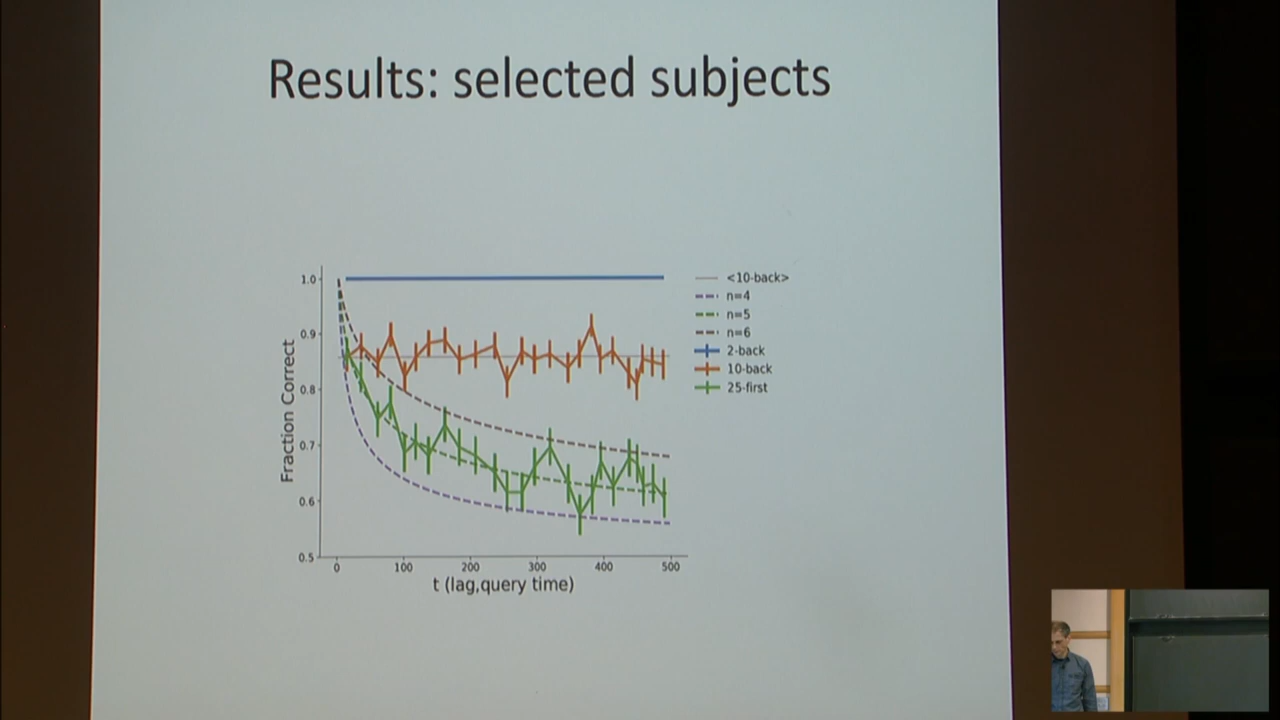 Results: selected subjects
1.0
0.9
0.8
0.7
0.6
0.5
Fraction Correct
0 100 200 300 400 500
t (lag,query time)
<10-back>
n=4
n=5
n=6
2-back
10-back
25-first